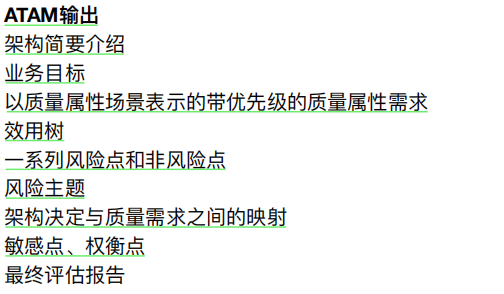 ATAM输出
架构简要介绍
业务目标
以质量属性场景表示的带优先级的质量属性需求
效用树
一系列风险点和非风险点
风险主题
架构决定与质量需求之间的映射
敏感点、权衡点
最终评估报告